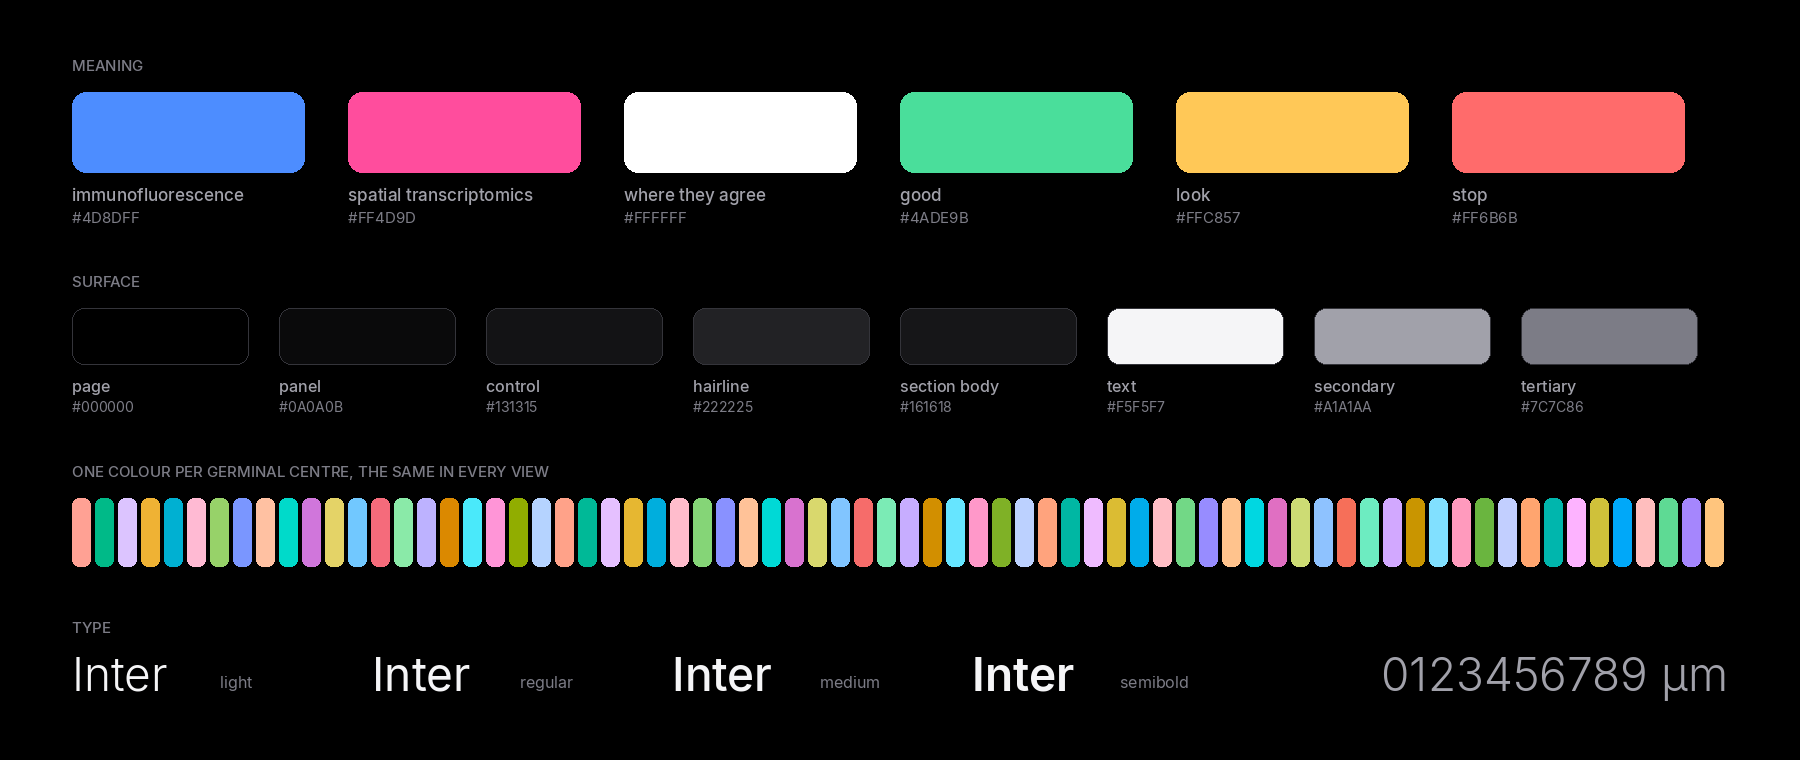 MEANING
immunofluorescence spatial transcriptomics where they agree good look stop
#4D8DFF #FF4D9D #FFFFFF #4ADE9B #FFC857 #FF6B6B
SURFACE
page panel control hairline section body text secondary tertiary
#000000 #0A0A0B #131315 #222225 #161618 #F5F5F7 #A1A1AA #7C7C86
ONE COLOUR PER GERMINAL CENTRE, THE SAME IN EVERY VIEW
TYPE
Inter light Inter regular Inter medium Inter semibold 0123456789 µm